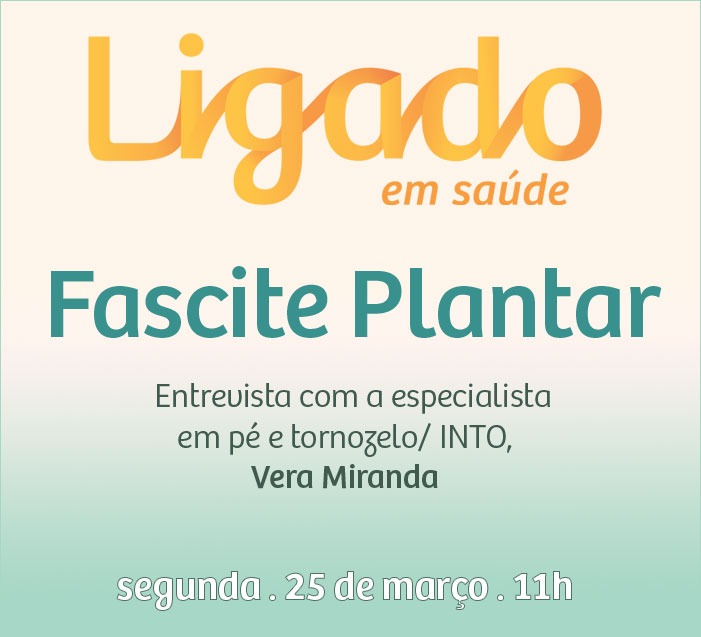 Ligado
em saúde
Fascite Plantar
Entrevista com a especialista
em pé e tornozelo/ INTO,
Vera Miranda
segunda . 25 de março . 11h